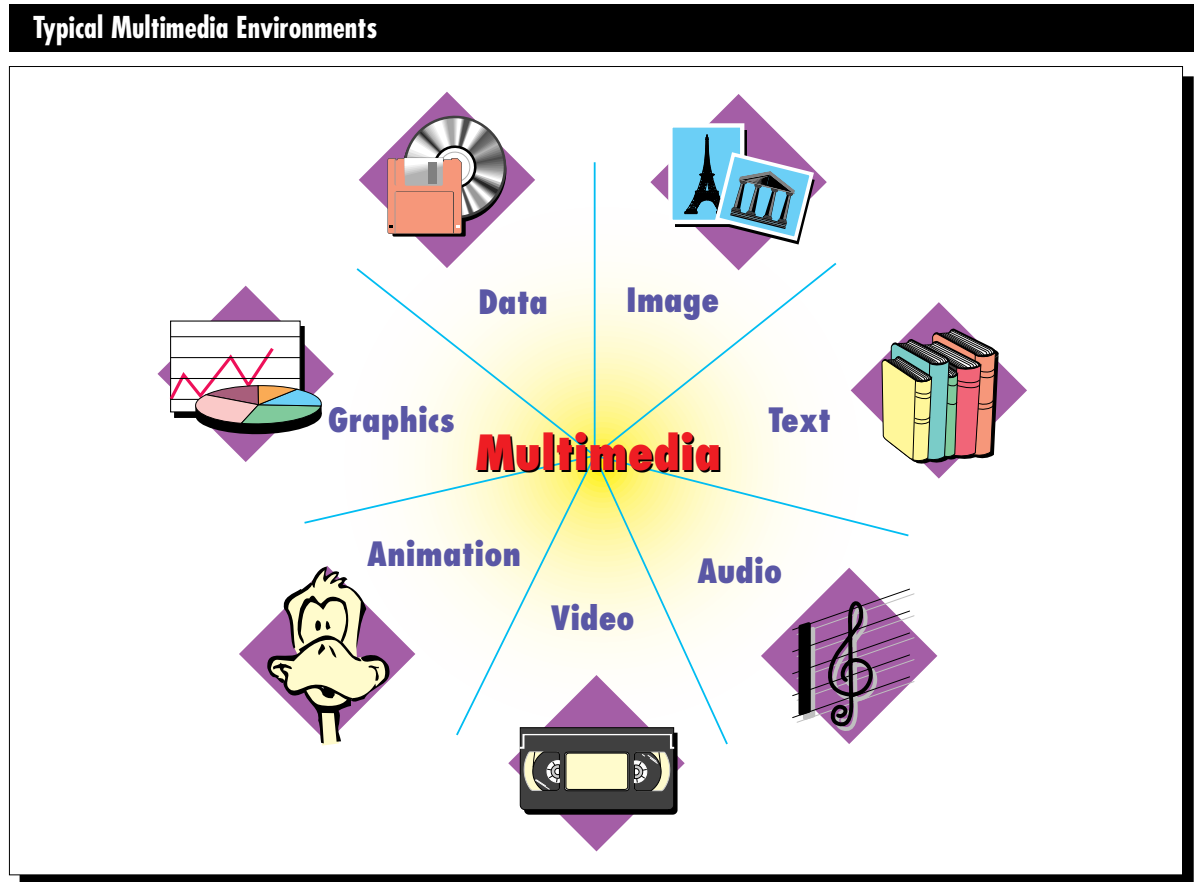 Typical Multimedia Environments
Data
Image
Graphics
Text
Multimedia
Animation
Audio
Video